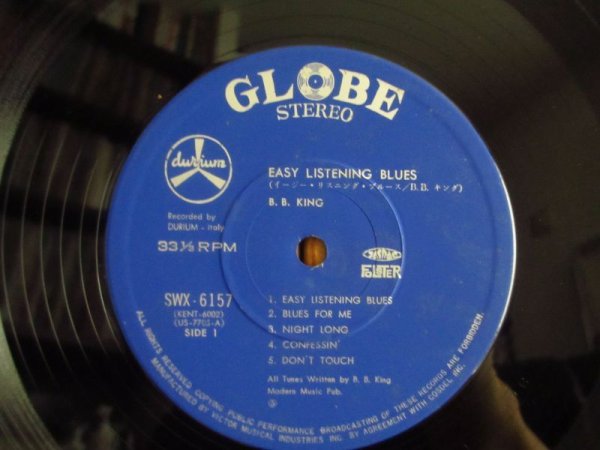 GLOBE
STEREO
durium
EASY LISTENING BLUES
(イージー・リスニング・ブルース/B.B. キング)
B. B. KING
Recorded by
DURIUM - Italy
33⅓ RPM
FOLSTER
SWX-6157
(KENT-6002)
(US-7705-A)
SIDE 1
1. EASY LISTENING BLUES
2. BLUES FOR ME
3. NIGHT LONG
4. CONFESSIN'
5. DON'T TOUCH
All Tunes Written by B. B. King
Modern Music Pub.
ALL RIGHTS RESERVED COPYING PUBLIC PERFORMANCE BROADCASTING OF THESE RECORDS ARE FORBIDDEN.
MANUFACTURED BY VICTOR MUSICAL INDUSTRIES INC. BY AGREEMENT WITH COSDEL INC.